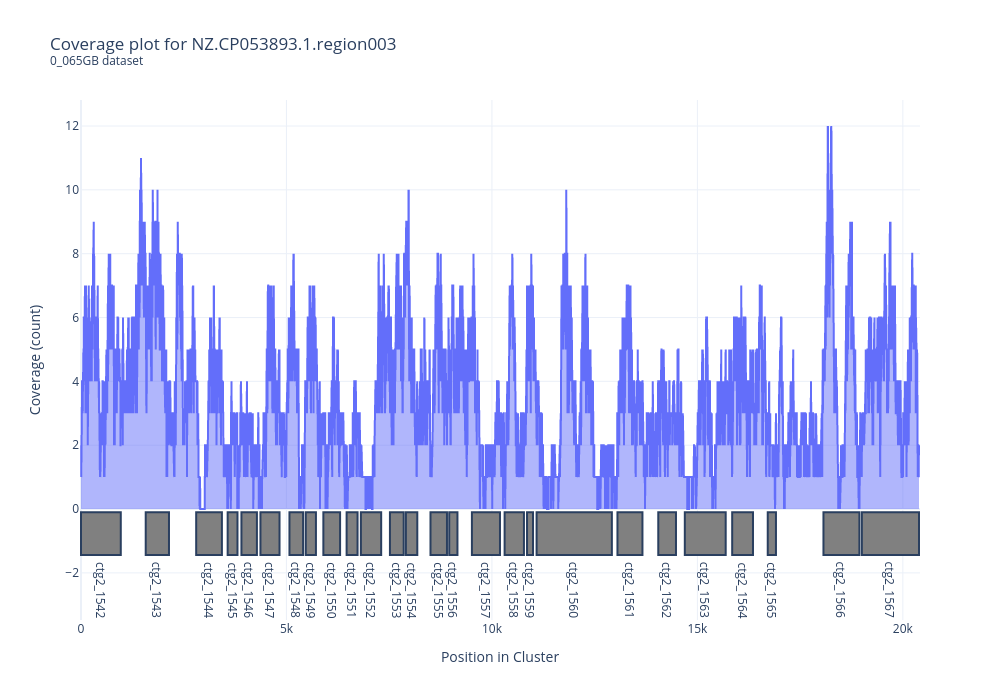 Coverage plot for NZ.CP053893.1.region003
0_065GB dataset
12
10
8
6
4
2
0
−2
Coverage (count)
ctg2_1542
ctg2_1543
ctg2_1544
ctg2_1545
ctg2_1546
ctg2_1547
ctg2_1548
ctg2_1549
ctg2_1550
ctg2_1551
ctg2_1552
ctg2_1553
ctg2_1554
ctg2_1555
ctg2_1556
ctg2_1557
ctg2_1558
ctg2_1559
ctg2_1560
ctg2_1561
ctg2_1562
ctg2_1563
ctg2_1564
ctg2_1565
ctg2_1566
ctg2_1567
0 5k 10k 15k 20k
Position in Cluster